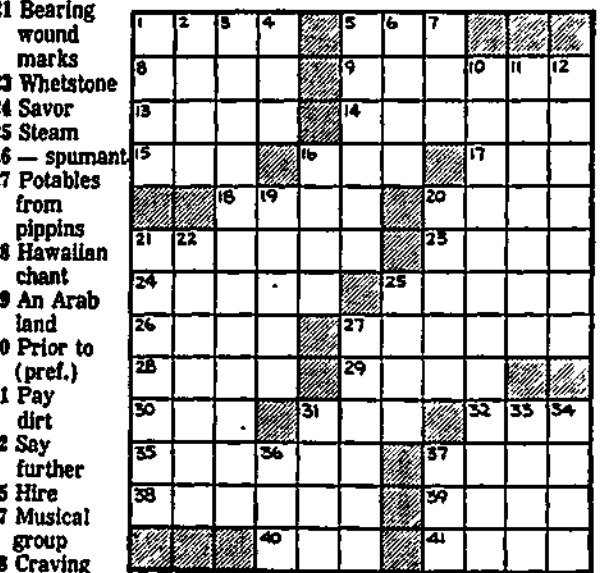 21 Bearing
wound
marks
23 Whetstone
4 Savor
5 Steam
6 — spumant
7 Potables
from
pippins
8 Hawaiian
chant
9 An Arab
land
0 Prior to
(pref.)
1 Pay
dirt
2 Say
further
5 Hire
7 Musical
group
8 Craving
1 2 3 4 5 6 7
8 9 10 11 12
13 14
15 16 17
18 19 20
21 22 23
24 25
26 27
28 29
30 31 32 33 34
35 36 37
38 39
40 41